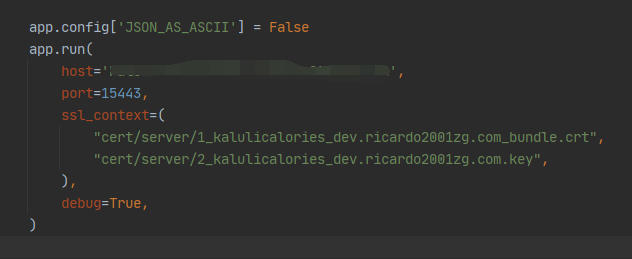 app.config['JSON_AS_ASCII'] = False
app.run(
host='
',
port=15443,
ssl_context=(
"cert/server/1_kalulicalories_dev.ricardo2001zg.com_bundle.crt",
"cert/server/2_kalulicalories_dev.ricardo2001zg.com.key",
),
debug=True,
)